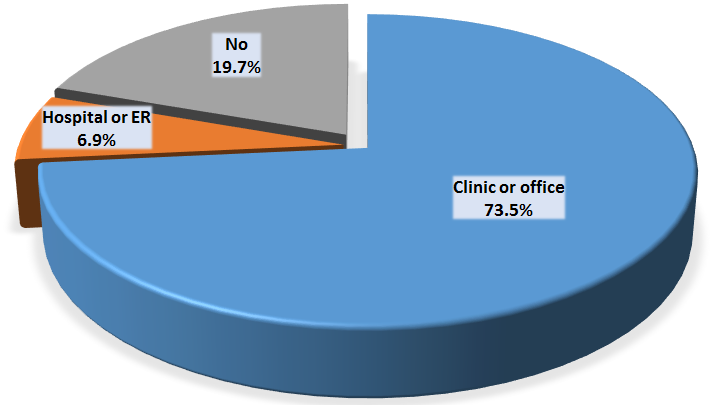 No
19.7%
Hospital or ER
6.9%
Clinic or office
73.5%